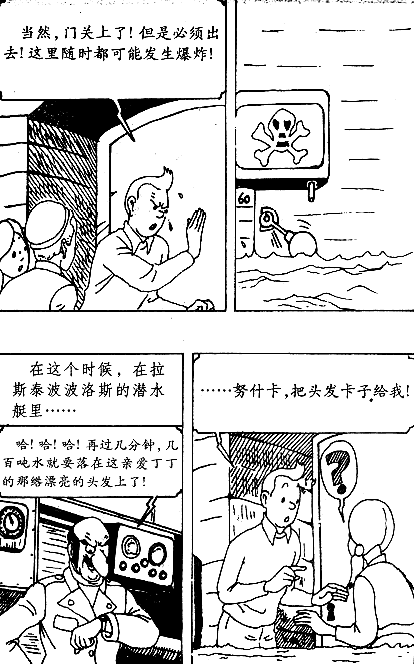 当然，门关上了！但是必须出
去！这里随时都可能发生爆炸！
60
在这个时候，在拉
斯泰波波洛斯的潜水
艇里……
哈！哈！哈！再过几分钟，几
百吨水就要落在这亲爱丁丁
的那绺漂亮的头发上了！
……努什卡，把头发卡子给我！
?